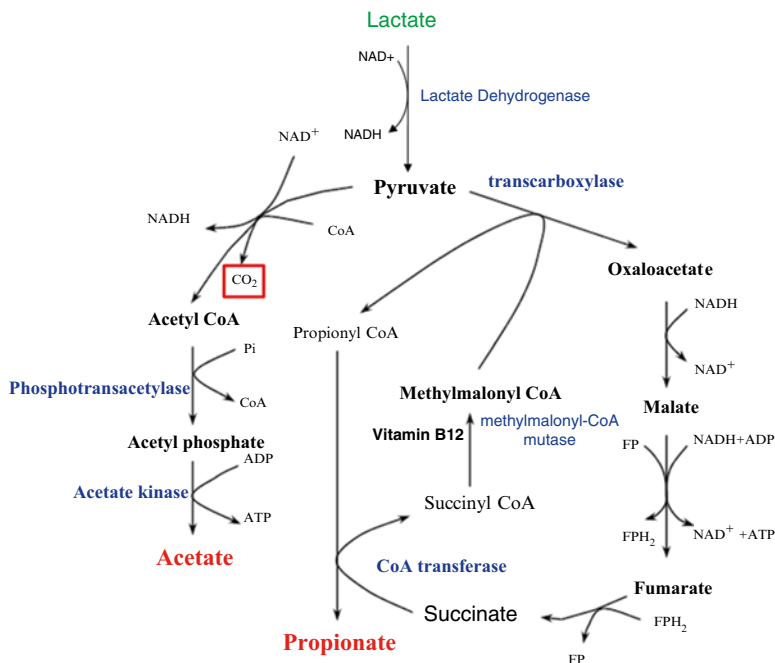 Lactate
NAD+
Lactate Dehydrogenase
NADH
NAD⁺
Pyruvate
transcarboxylase
NADH
CoA
CO₂
Oxaloacetate
Acetyl CoA
Propionyl CoA
NADH
NAD⁺
Pi
Phosphotransacetylase
CoA
Methylmalonyl CoA
Malate
Vitamin B12
methylmalonyl-CoA
mutase
Acetyl phosphate
FP
NADH+ADP
ADP
Acetate kinase
ATP
Succinyl CoA
FPH₂
NAD⁺ +ATP
Acetate
CoA transferase
Fumarate
Succinate
FPH₂
Propionate
FP